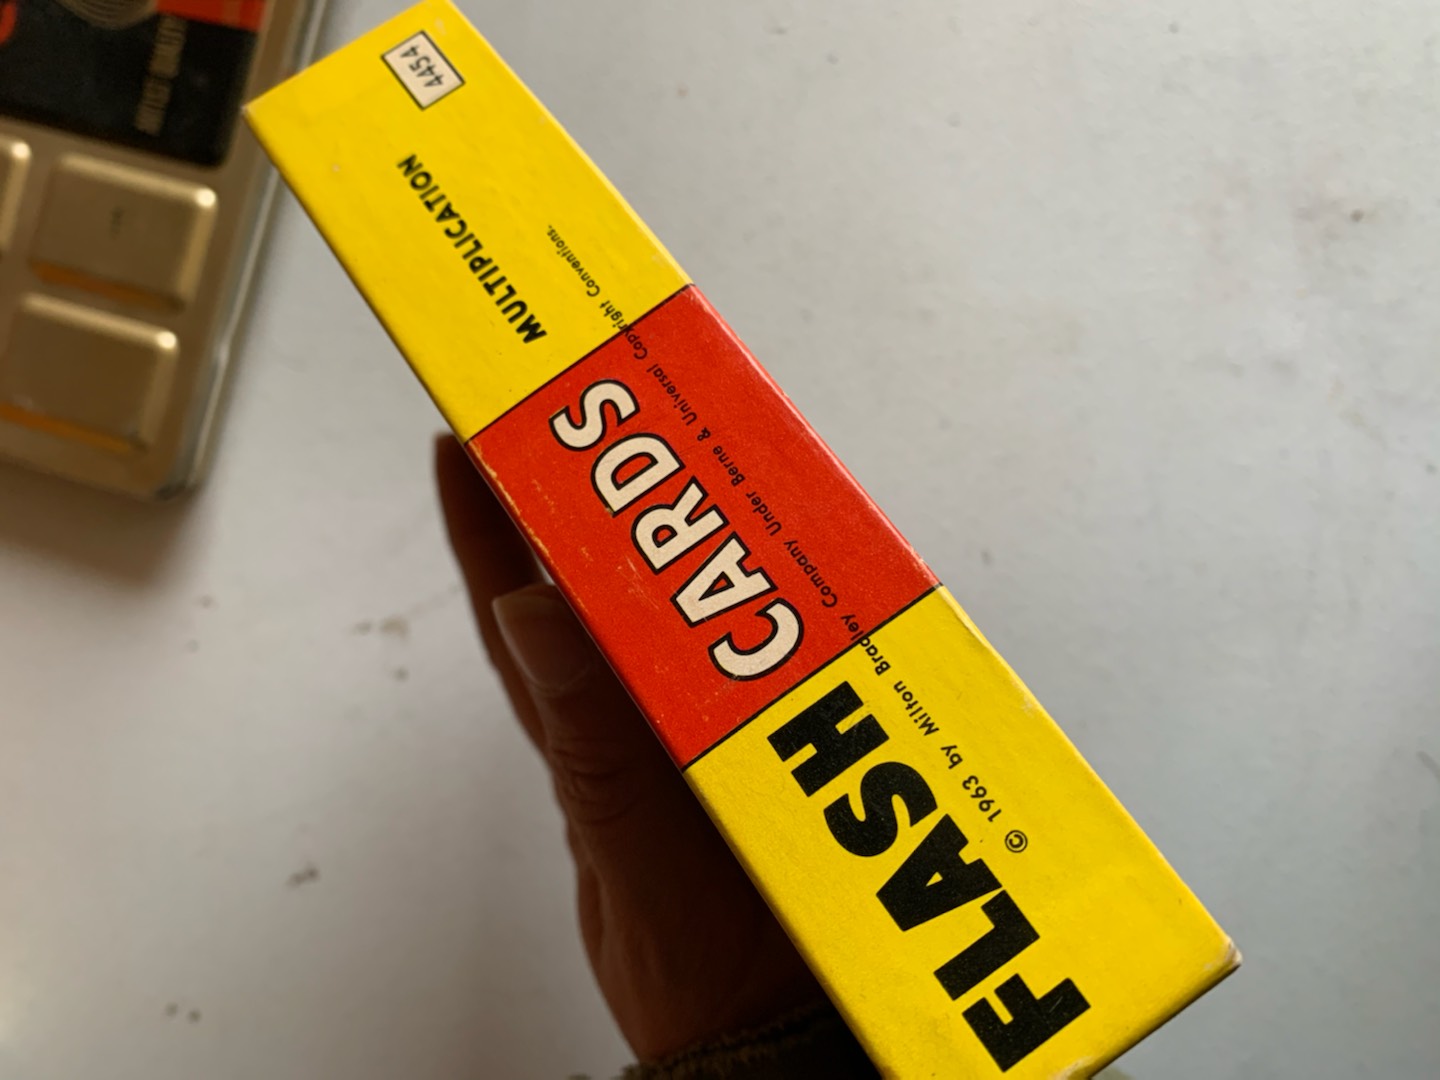 FLASH CARDS MULTIPLICATION 4454
© 1963 by Milton Bradley Company Under Berne & Universal Copyright Conventions.